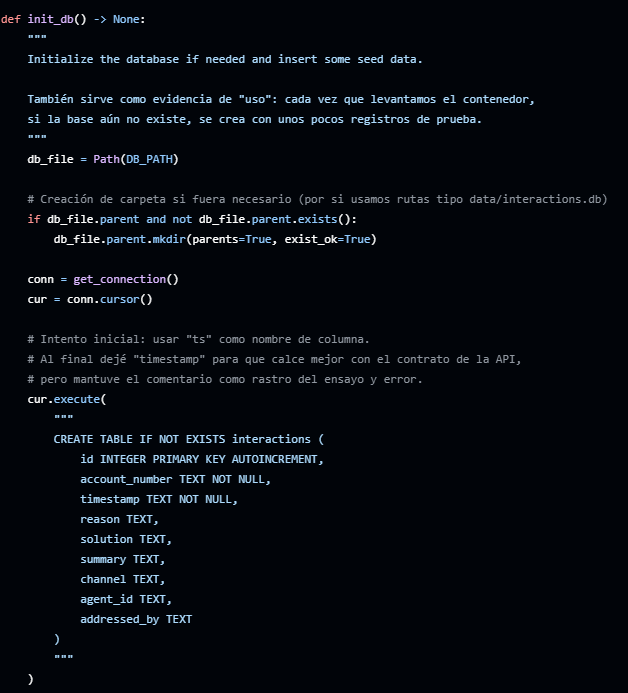 def init_db() -> None:
    """
    Initialize the database if needed and insert some seed data.

    También sirve como evidencia de "uso": cada vez que levantamos el contenedor,
    si la base aún no existe, se crea con unos pocos registros de prueba.
    """
    db_file = Path(DB_PATH)

    # Creación de carpeta si fuera necesario (por si usamos rutas tipo data/interactions.db)
    if db_file.parent and not db_file.parent.exists():
        db_file.parent.mkdir(parents=True, exist_ok=True)

    conn = get_connection()
    cur = conn.cursor()

    # Intento inicial: usar "ts" como nombre de columna.
    # Al final dejé "timestamp" para que calce mejor con el contrato de la API,
    # pero mantuve el comentario como rastro del ensayo y error.
    cur.execute(
        """
        CREATE TABLE IF NOT EXISTS interactions (
            id INTEGER PRIMARY KEY AUTOINCREMENT,
            account_number TEXT NOT NULL,
            timestamp TEXT NOT NULL,
            reason TEXT,
            solution TEXT,
            summary TEXT,
            channel TEXT,
            agent_id TEXT,
            addressed_by TEXT
        )
        """
    )